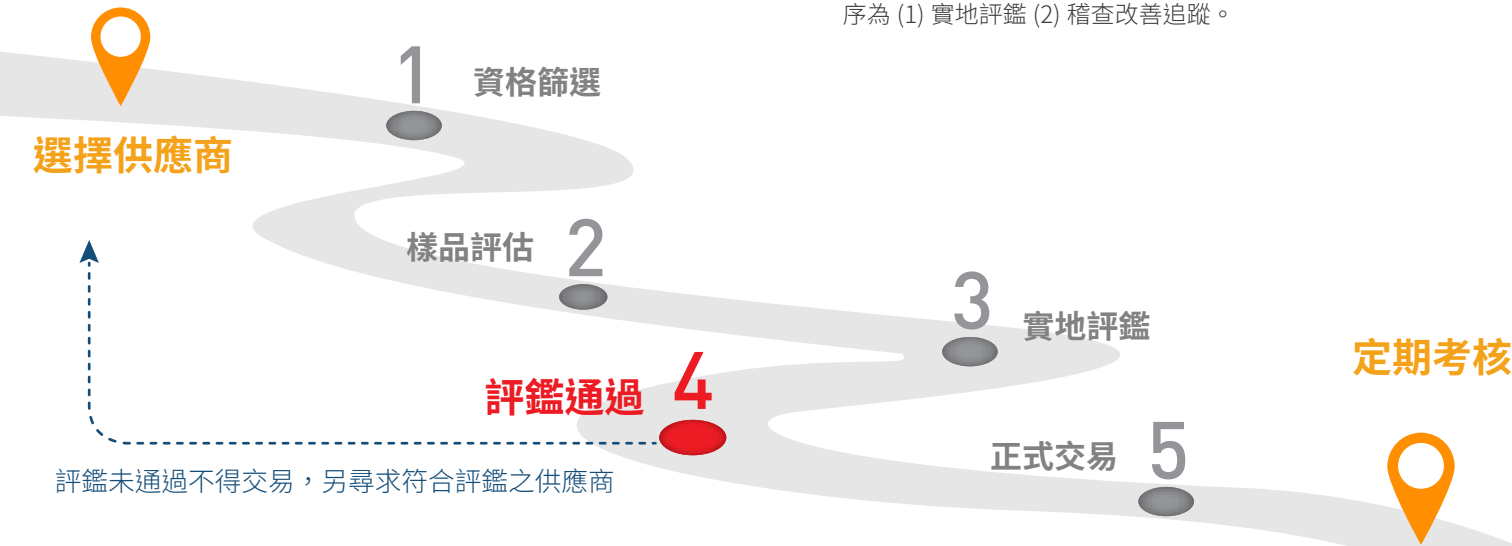 序為 (1) 實地評鑑 (2) 稽查改善追蹤。
選擇供應商
1 資格篩選
樣品評估 2
3 實地評鑑
評鑑通過 4
評鑑未通過不得交易，另尋求符合評鑑之供應商
正式交易 5
定期考核